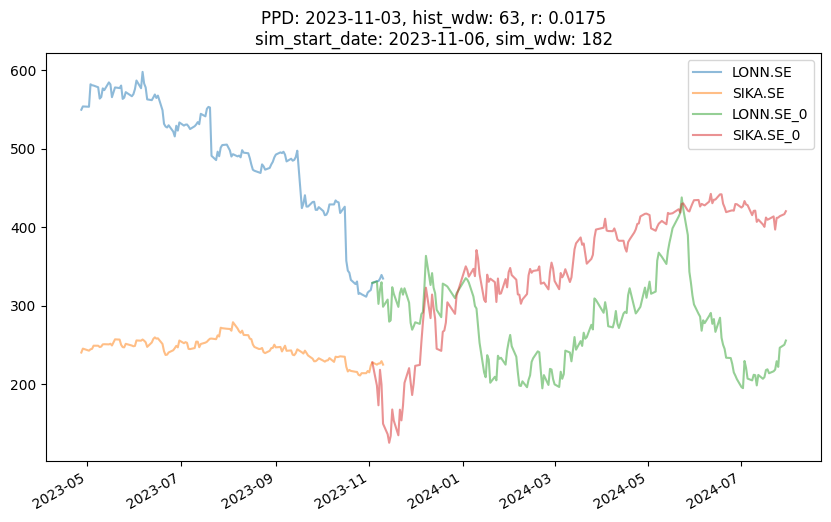 PPD: 2023-11-03, hist_wdw: 63, r: 0.0175
sim_start_date: 2023-11-06, sim_wdw: 182
600
500
400
300
200
LONN.SE
SIKA.SE
LONN.SE_0
SIKA.SE_0
2023-05
2023-07
2023-09
2023-11
2024-01
2024-03
2024-05
2024-07